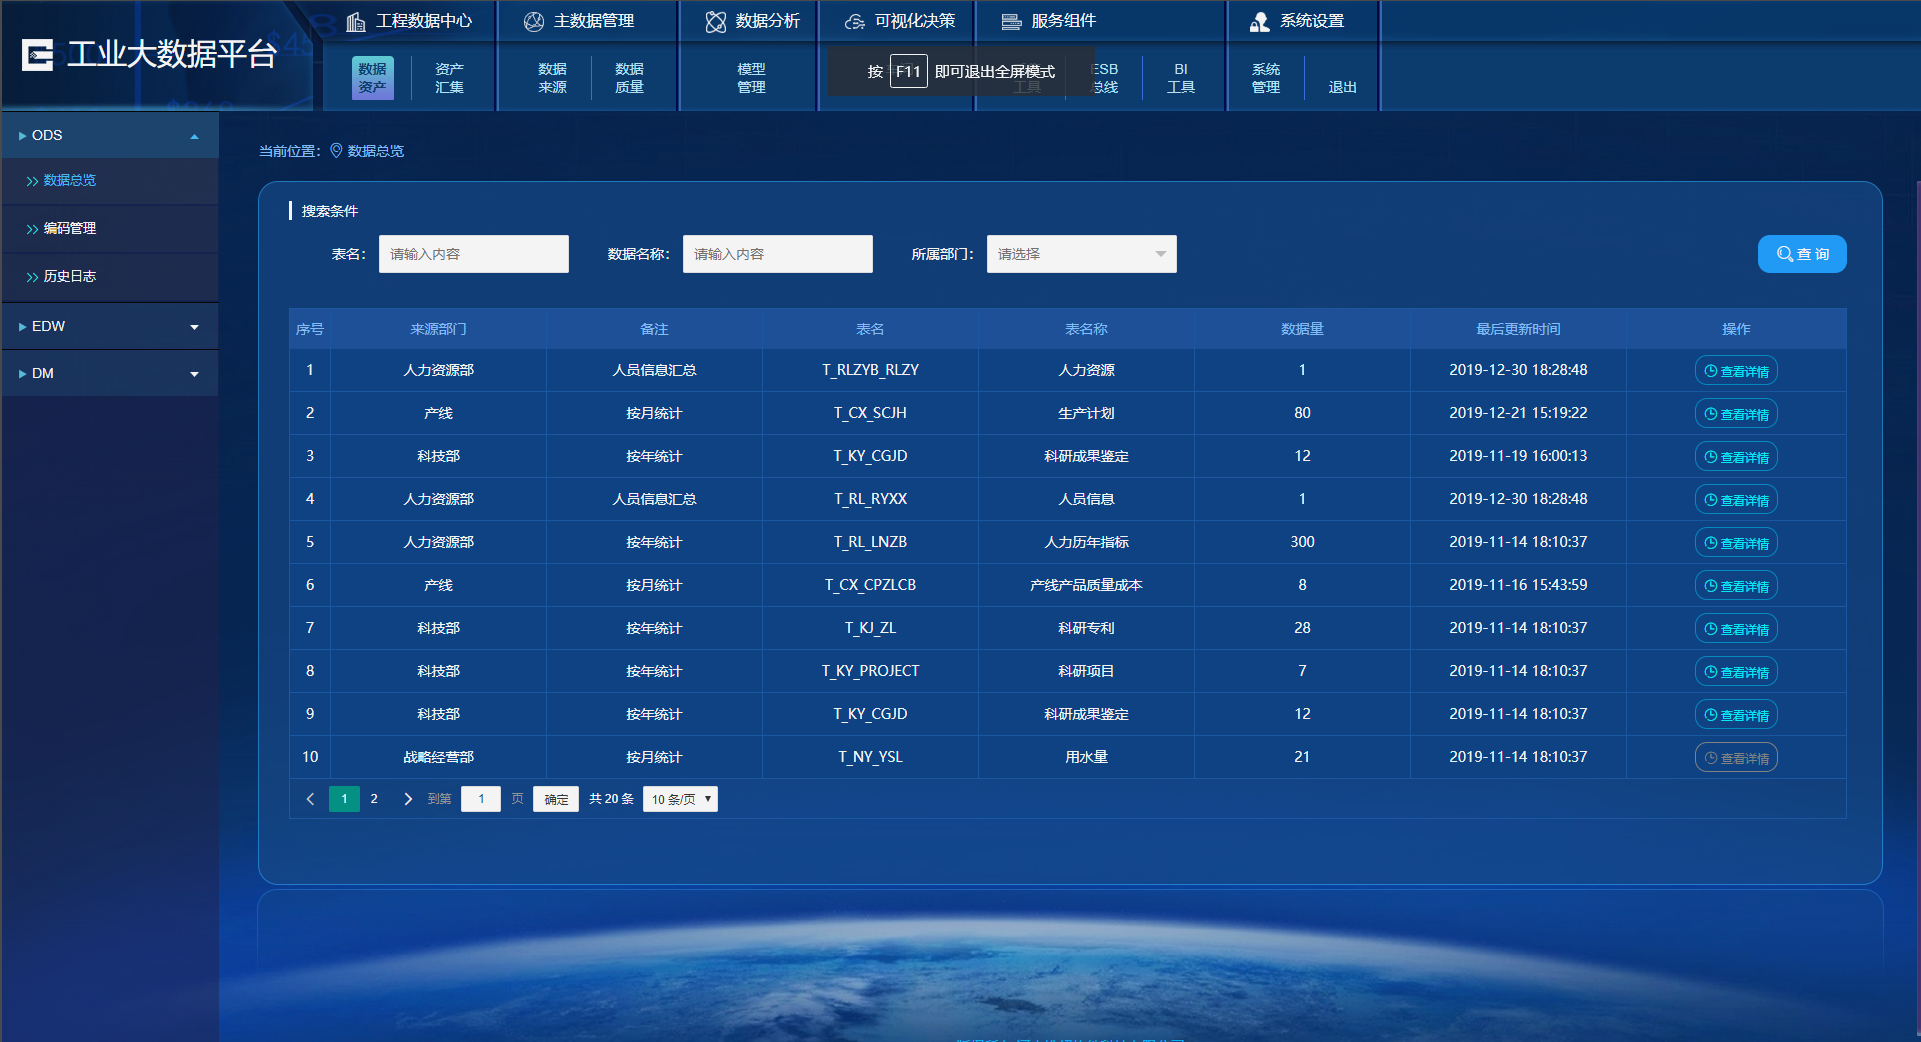 工业大数据平台
工程数据中心 主数据管理 数据分析 可视化决策 服务组件 系统设置
数据资产 资产汇集 数据来源 数据质量 模型管理 工具 ESB总线 BI工具 系统管理 退出
按 F11 即可退出全屏模式
ODS
数据总览
编码管理
历史日志
EDW
DM
当前位置: 数据总览
搜索条件
表名: 请输入内容 数据名称: 请输入内容 所属部门: 请选择 查 询
序号 来源部门 备注 表名 表名称 数据量 最后更新时间 操作
1 人力资源部 人员信息汇总 T_RLZYB_RLZY 人力资源 1 2019-12-30 18:28:48 查看详情
2 产线 按月统计 T_CX_SCJH 生产计划 80 2019-12-21 15:19:22 查看详情
3 科技部 按年统计 T_KY_CGJD 科研成果鉴定 12 2019-11-19 16:00:13 查看详情
4 人力资源部 人员信息汇总 T_RL_RYXX 人员信息 1 2019-12-30 18:28:48 查看详情
5 人力资源部 按年统计 T_RL_LNZB 人力历年指标 300 2019-11-14 18:10:37 查看详情
6 产线 按月统计 T_CX_CPZLCB 产线产品质量成本 8 2019-11-16 15:43:59 查看详情
7 科技部 按年统计 T_KJ_ZL 科研专利 28 2019-11-14 18:10:37 查看详情
8 科技部 按年统计 T_KY_PROJECT 科研项目 7 2019-11-14 18:10:37 查看详情
9 科技部 按年统计 T_KY_CGJD 科研成果鉴定 12 2019-11-14 18:10:37 查看详情
10 战略经营部 按月统计 T_NY_YSL 用水量 21 2019-11-14 18:10:37 查看详情
1 2 到第 1 页 确定 共 20 条 10 条/页